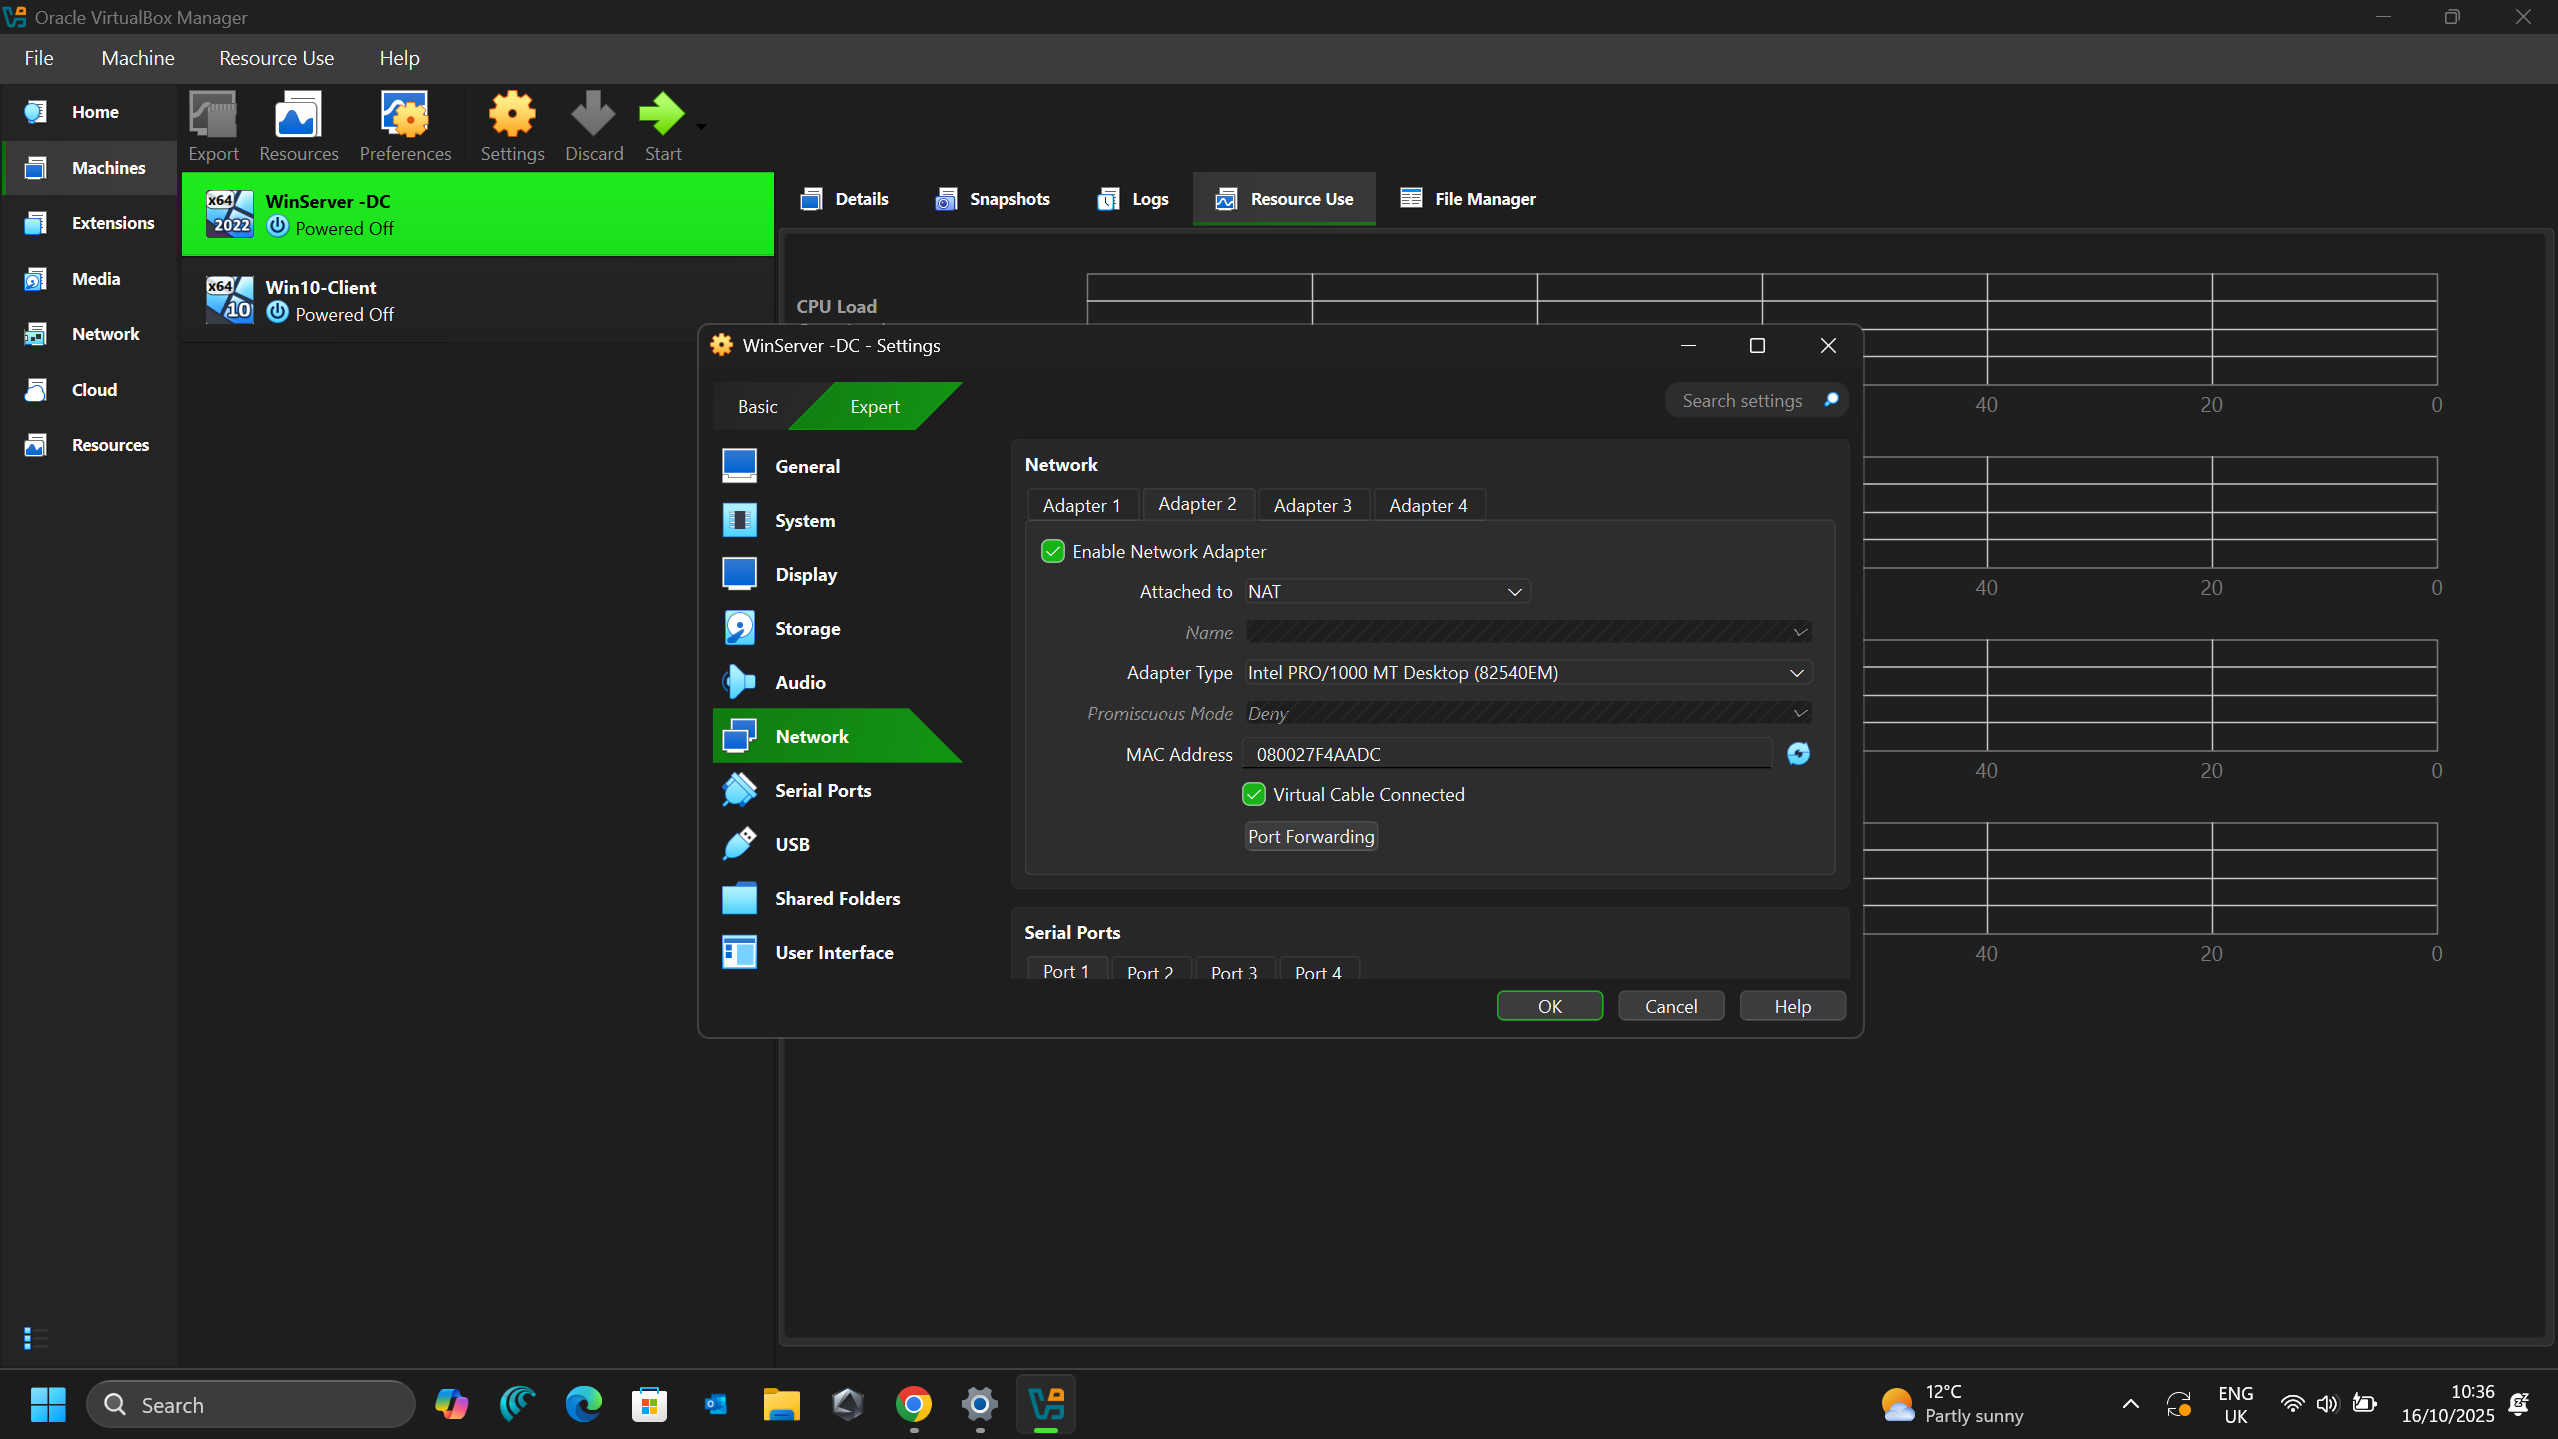 Oracle VirtualBox Manager
File Machine Resource Use Help
Home
Machines
Extensions
Media
Network
Cloud
Resources
Export Resources Preferences Settings Discard Start
x64 2022 WinServer -DC
Powered Off
x64 10 Win10-Client
Powered Off
Details Snapshots Logs Resource Use File Manager
CPU Load
40 20 0
40 20 0
40 20 0
40 20 0
WinServer -DC - Settings
Basic Expert
Search settings
General
System
Display
Storage
Audio
Network
Serial Ports
USB
Shared Folders
User Interface
Network
Adapter 1 Adapter 2 Adapter 3 Adapter 4
Enable Network Adapter
Attached to NAT
Name
Adapter Type Intel PRO/1000 MT Desktop (82540EM)
Promiscuous Mode Deny
MAC Address 080027F4AADC
Virtual Cable Connected
Port Forwarding
Serial Ports
Port 1 Port 2 Port 3 Port 4
OK Cancel Help
Search
12°C
Partly sunny
ENG
UK
10:36
16/10/2025